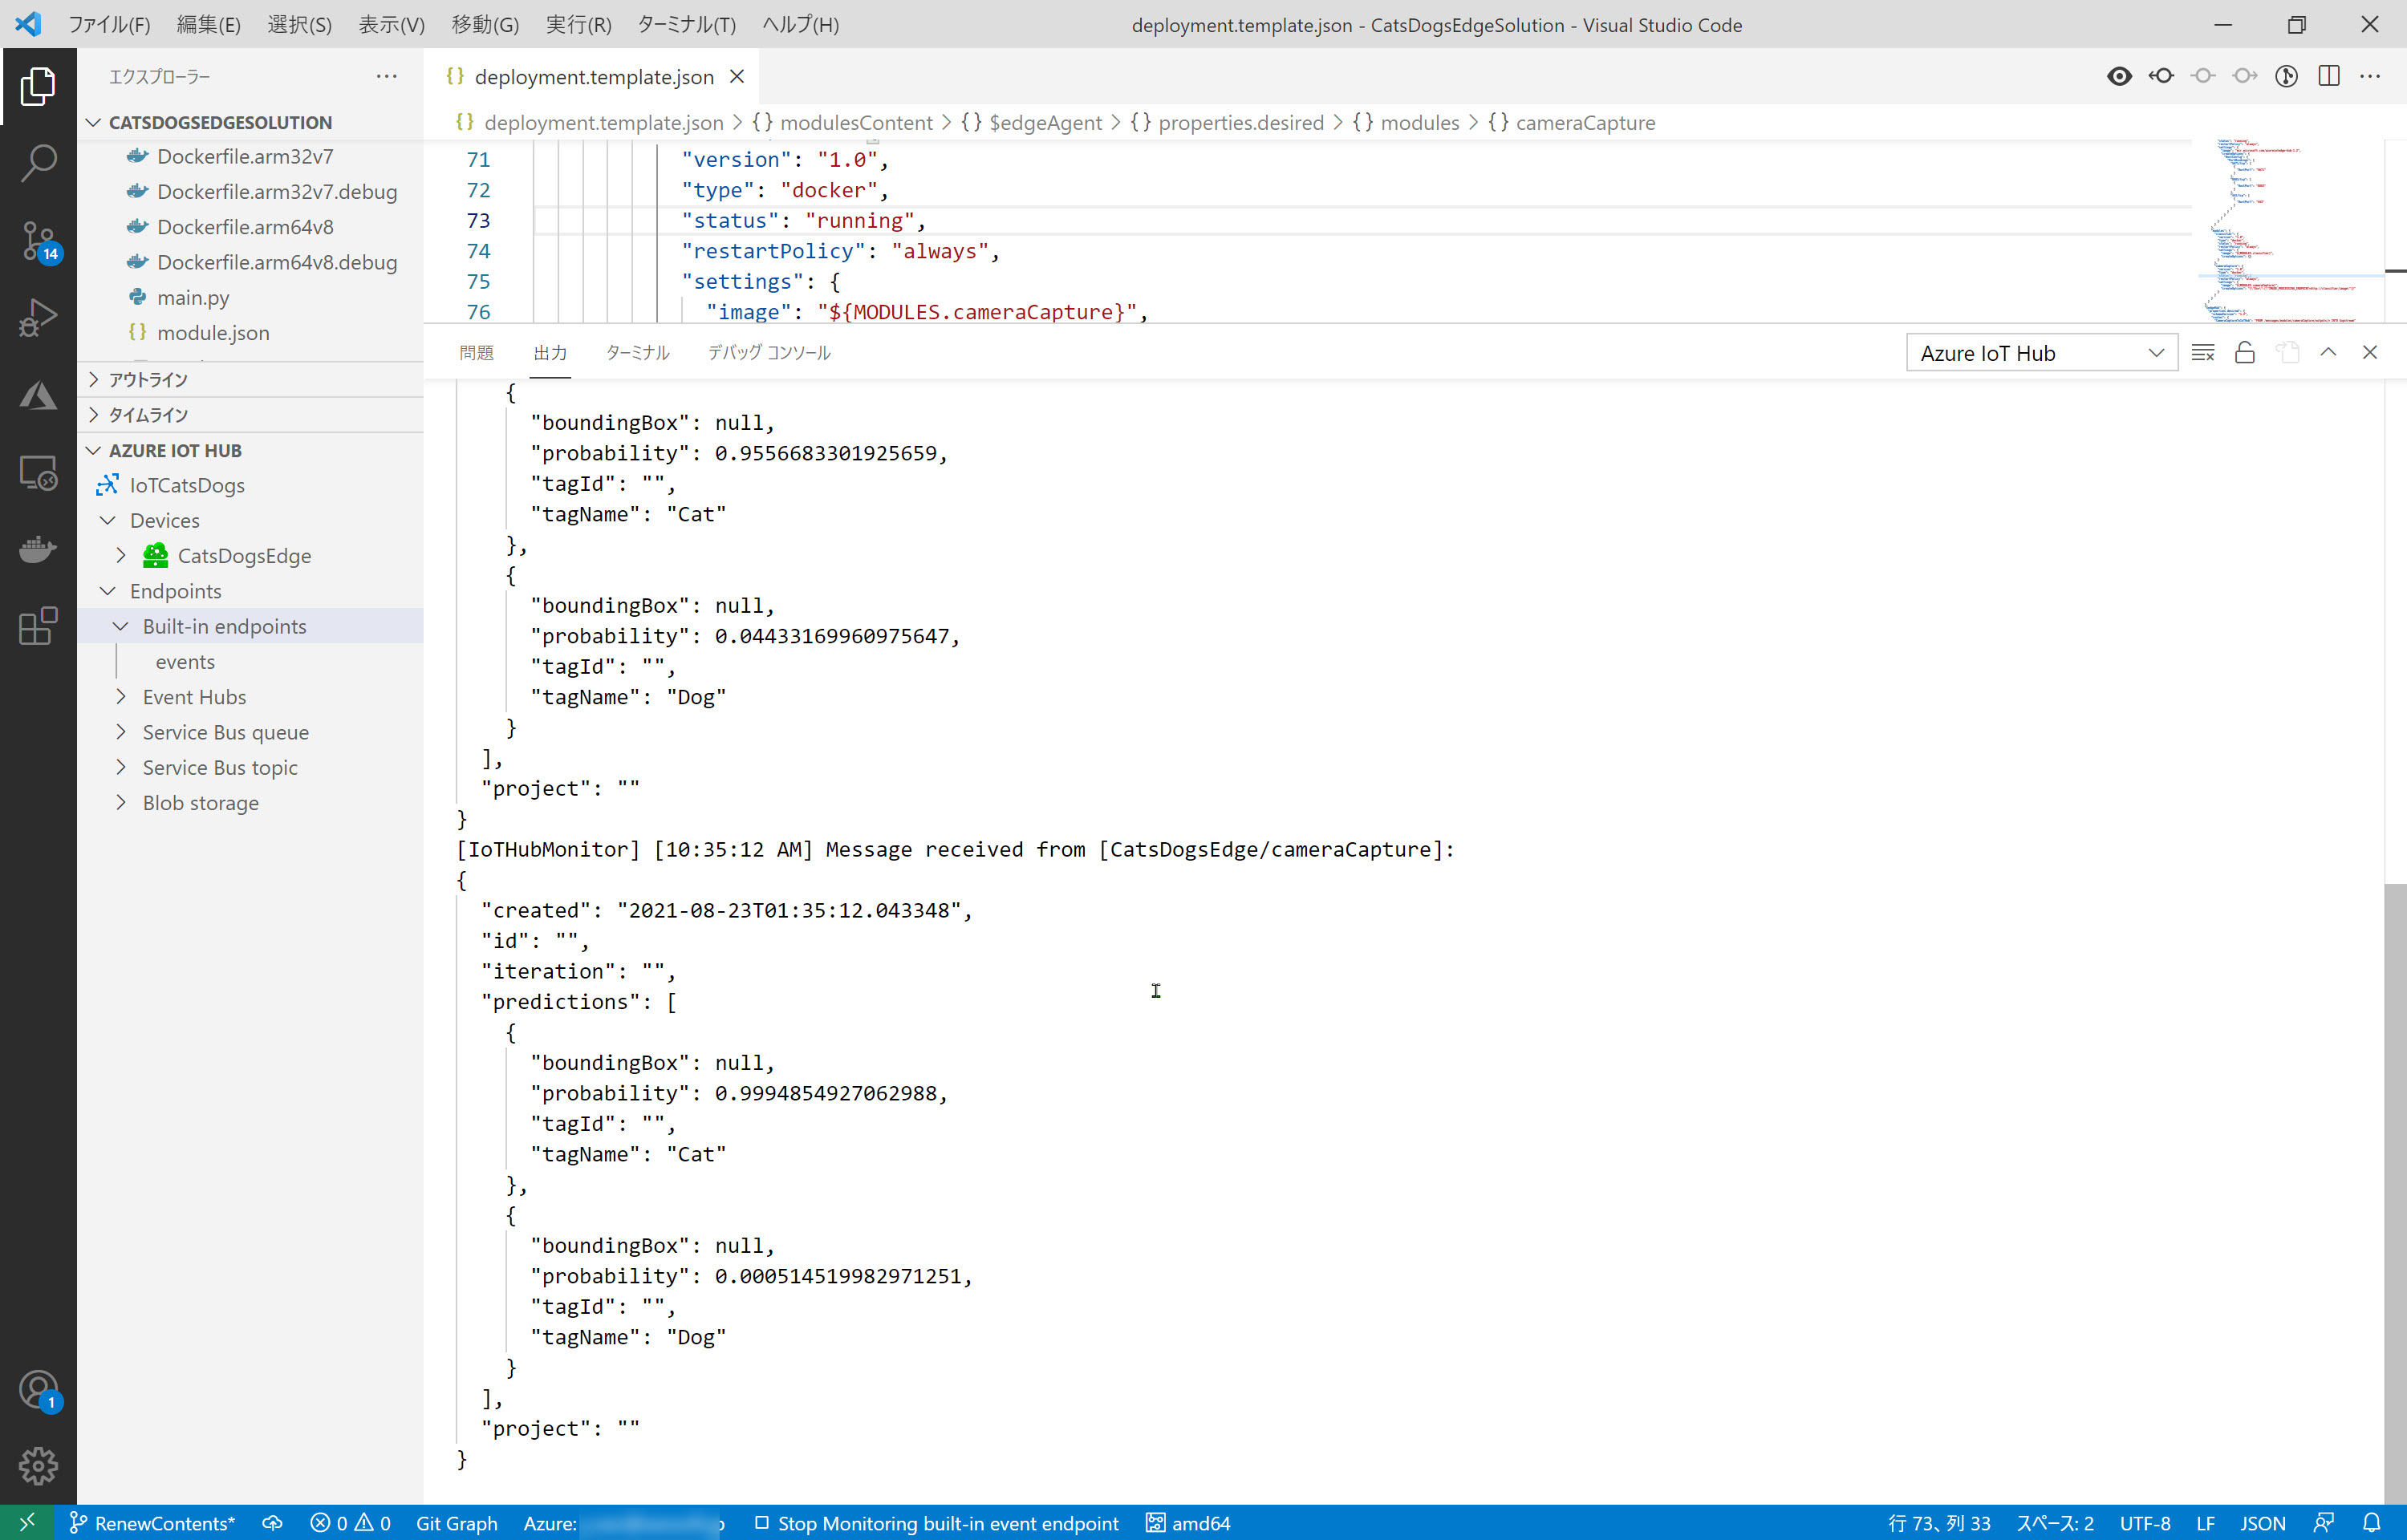 ファイル(F) 編集(E) 選択(S) 表示(V) 移動(G) 実行(R) ターミナル(T) ヘルプ(H)
deployment.template.json - CatsDogsEdgeSolution - Visual Studio Code
エクスプローラー
CATSDOGSEDGESOLUTION
Dockerfile.arm32v7
Dockerfile.arm32v7.debug
Dockerfile.arm64v8
Dockerfile.arm64v8.debug
main.py
{} module.json
アウトライン
タイムライン
AZURE IOT HUB
IoTCatsDogs
Devices
CatsDogsEdge
Endpoints
Built-in endpoints
events
Event Hubs
Service Bus queue
Service Bus topic
Blob storage
14
1
{} deployment.template.json
{} deployment.template.json > {} modulesContent > {} $edgeAgent > {} properties.desired > {} modules > {} cameraCapture
71 "version": "1.0",
72 "type": "docker",
73 "status": "running",
74 "restartPolicy": "always",
75 "settings": {
76 "image": "${MODULES.cameraCapture}",
問題 出力 ターミナル デバッグ コンソール
Azure IoT Hub
{
"boundingBox": null,
"probability": 0.9556683301925659,
"tagId": "",
"tagName": "Cat"
},
{
"boundingBox": null,
"probability": 0.04433169960975647,
"tagId": "",
"tagName": "Dog"
}
],
"project": ""
}
[IoTHubMonitor] [10:35:12 AM] Message received from [CatsDogsEdge/cameraCapture]:
{
"created": "2021-08-23T01:35:12.043348",
"id": "",
"iteration": "",
"predictions": [
{
"boundingBox": null,
"probability": 0.9994854927062988,
"tagId": "",
"tagName": "Cat"
},
{
"boundingBox": null,
"probability": 0.000514519982971251,
"tagId": "",
"tagName": "Dog"
}
],
"project": ""
}
RenewContents* 0 0 Git Graph Azure: Stop Monitoring built-in event endpoint amd64
行 73、列 33 スペース: 2 UTF-8 LF JSON